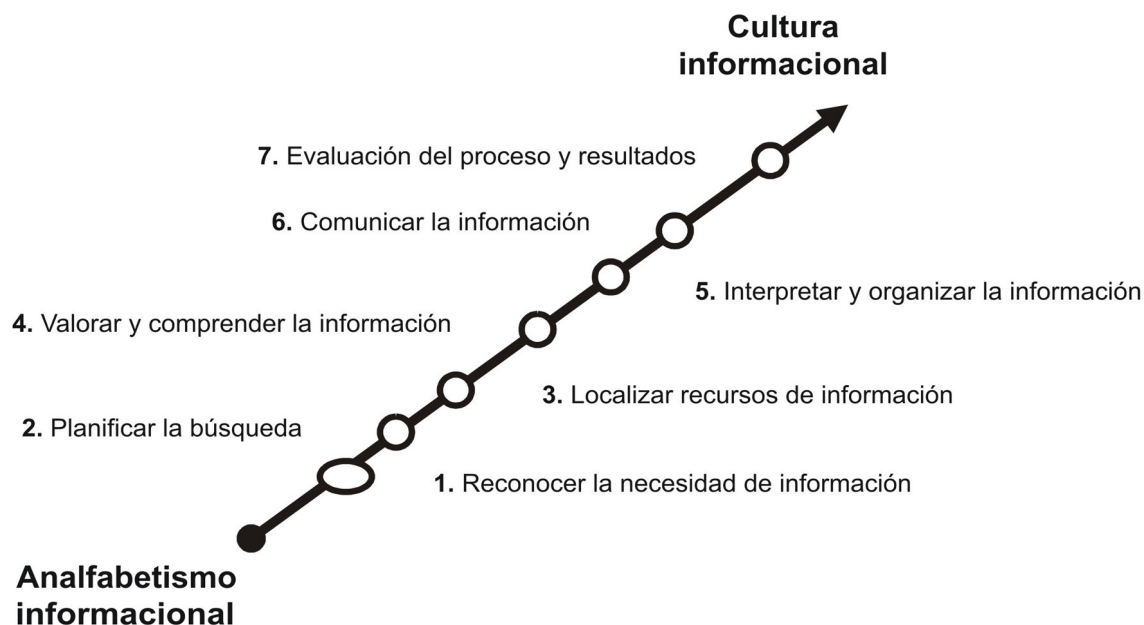 Cultura
informacional
7. Evaluación del proceso y resultados
6. Comunicar la información
5. Interpretar y organizar la información
4. Valorar y comprender la información
3. Localizar recursos de información
2. Planificar la búsqueda
1. Reconocer la necesidad de información
Analfabetismo
informacional